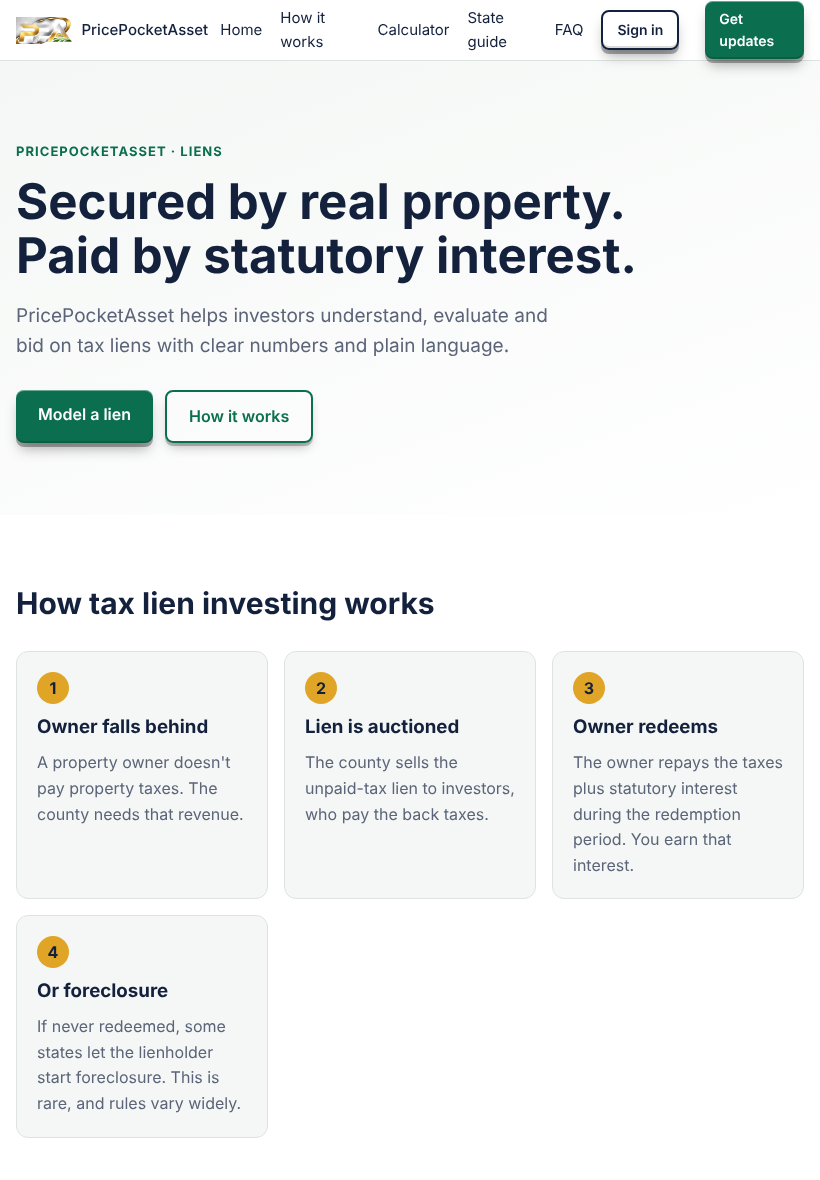 PricePocketAsset
Home
How it
works
Calculator
State
guide
FAQ
Sign in
Get
updates
PRICEPOCKETASSET · LIENS
Secured by real property.
Paid by statutory interest.
PricePocketAsset helps investors understand, evaluate and
bid on tax liens with clear numbers and plain language.
Model a lien
How it works
How tax lien investing works
1
Owner falls behind
A property owner doesn't
pay property taxes. The
county needs that revenue.
2
Lien is auctioned
The county sells the
unpaid-tax lien to investors,
who pay the back taxes.
3
Owner redeems
The owner repays the taxes
plus statutory interest
during the redemption
period. You earn that
interest.
4
Or foreclosure
If never redeemed, some
states let the lienholder
start foreclosure. This is
rare, and rules vary widely.